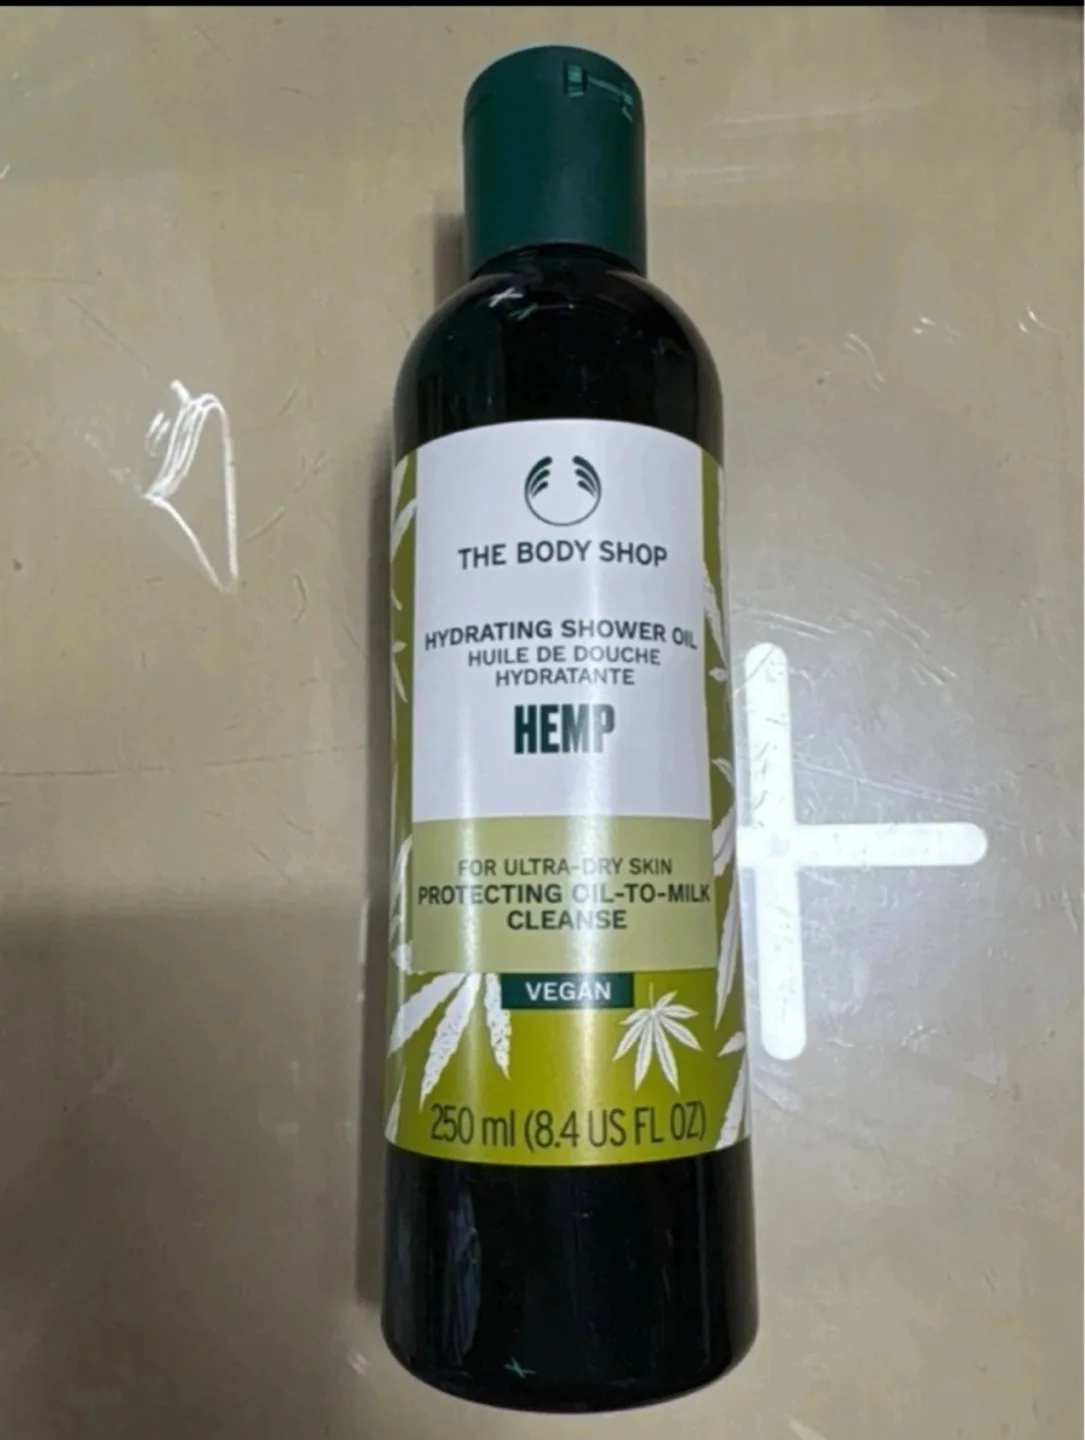 THE BODY SHOP
HYDRATING SHOWER OIL
HUILE DE DOUCHE
HYDRATANTE
HEMP
FOR ULTRA-DRY SKIN
PROTECTING OIL-TO-MILK
CLEANSE
VEGAN
250 ml (8.4 US FL OZ)